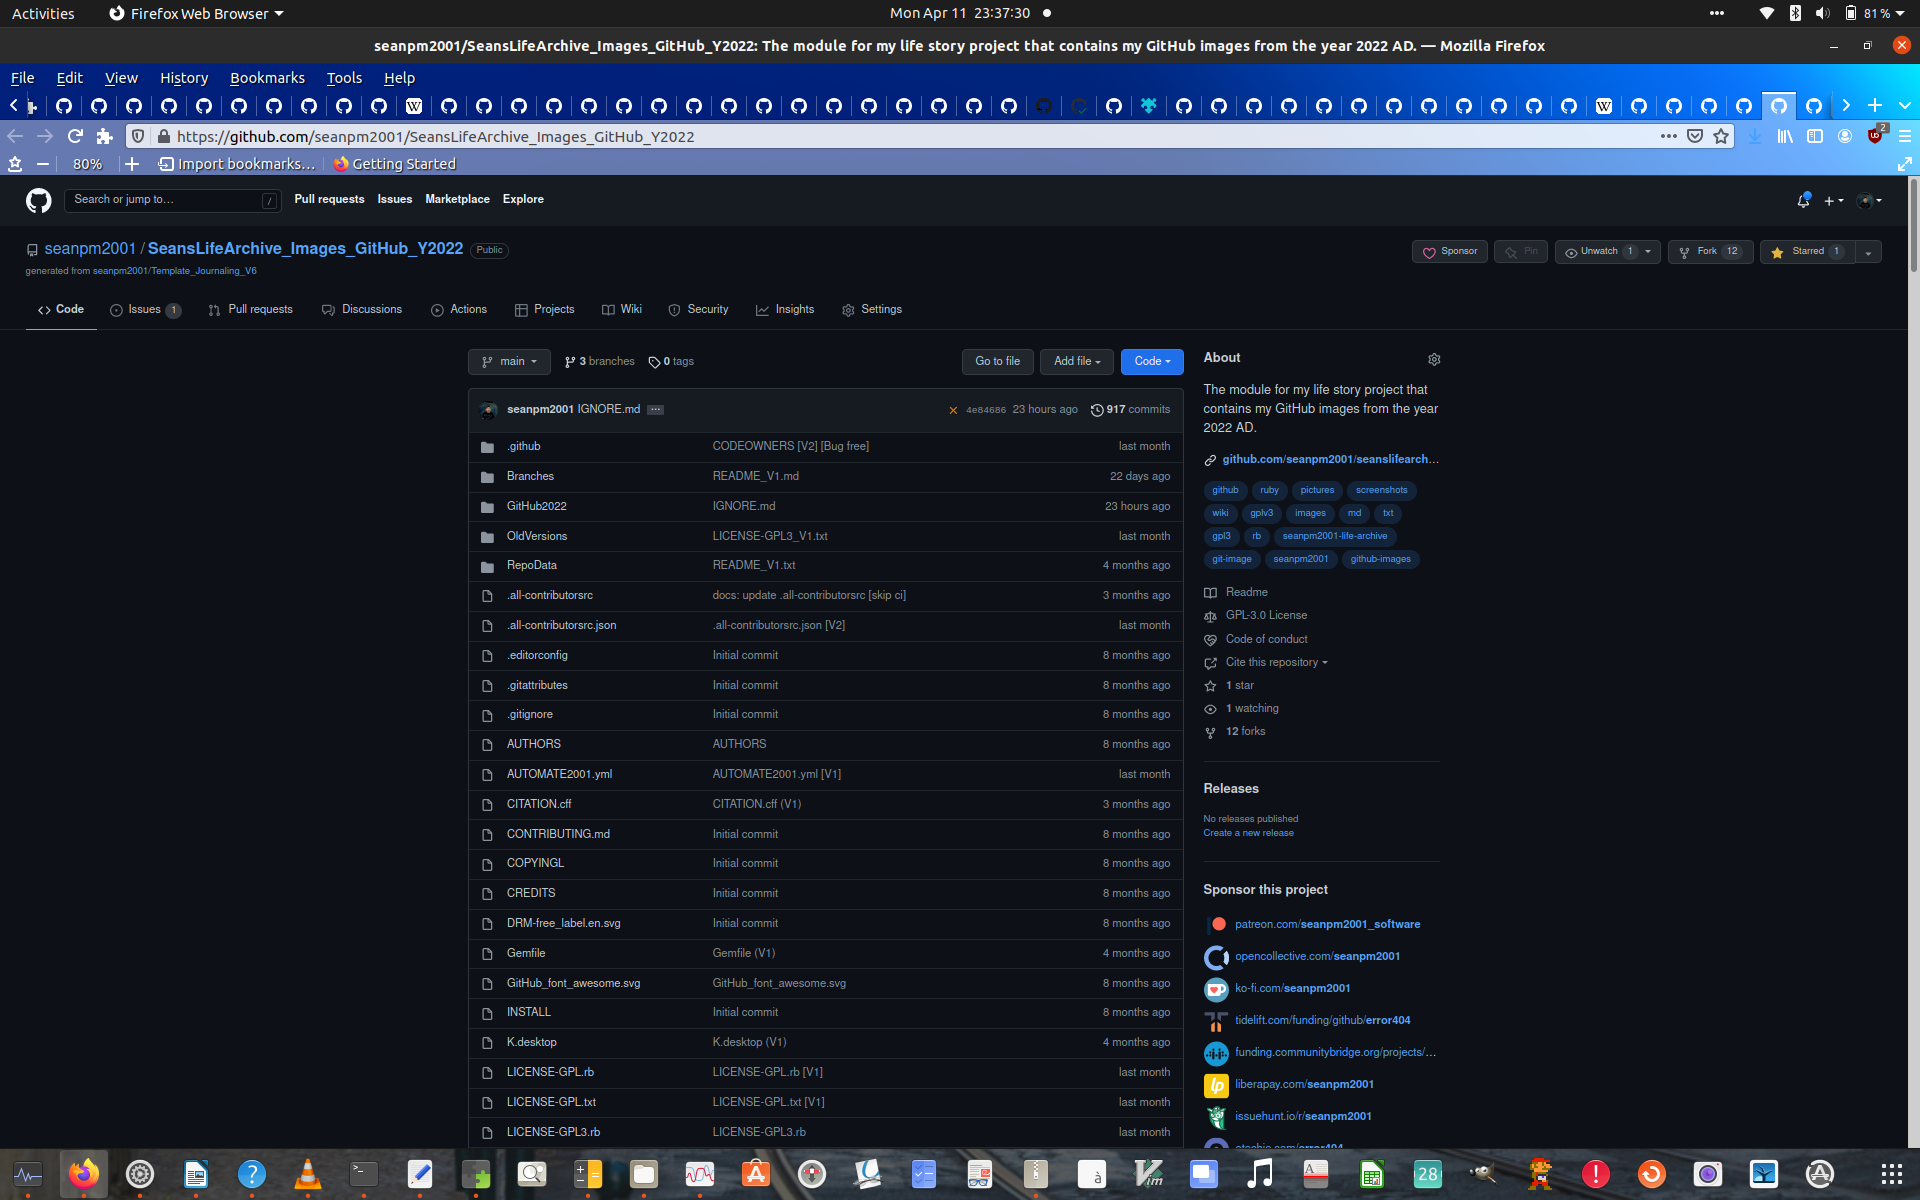 Activities
Firefox Web Browser
Mon Apr 11 23:37:30
81 %
seanpm2001/SeansLifeArchive_Images_GitHub_Y2022: The module for my life story project that contains my GitHub images from the year 2022 AD. — Mozilla Firefox
File Edit View History Bookmarks Tools Help
https://github.com/seanpm2001/SeansLifeArchive_Images_GitHub_Y2022
2
80%
Import bookmarks...
Getting Started
Search or jump to...
/
Pull requests Issues Marketplace Explore
seanpm2001 / SeansLifeArchive_Images_GitHub_Y2022 Public
generated from seanpm2001/Template_Journaling_V6
Sponsor
Pin
Unwatch 1
Fork 12
Starred 1
Code
Issues 1
Pull requests
Discussions
Actions
Projects
Wiki
Security
Insights
Settings
main
3 branches
0 tags
Go to file
Add file
Code
seanpm2001 IGNORE.md
4e84686 23 hours ago 917 commits
.github CODEOWNERS [V2] [Bug free] last month
Branches README_V1.md 22 days ago
GitHub2022 IGNORE.md 23 hours ago
OldVersions LICENSE-GPL3_V1.txt last month
RepoData README_V1.txt 4 months ago
.all-contributorsrc docs: update .all-contributorsrc [skip ci] 3 months ago
.all-contributorsrc.json .all-contributorsrc.json [V2] last month
.editorconfig Initial commit 8 months ago
.gitattributes Initial commit 8 months ago
.gitignore Initial commit 8 months ago
AUTHORS AUTHORS 8 months ago
AUTOMATE2001.yml AUTOMATE2001.yml [V1] last month
CITATION.cff CITATION.cff (V1) 3 months ago
CONTRIBUTING.md Initial commit 8 months ago
COPYINGL Initial commit 8 months ago
CREDITS Initial commit 8 months ago
DRM-free_label.en.svg Initial commit 8 months ago
Gemfile Gemfile (V1) 4 months ago
GitHub_font_awesome.svg GitHub_font_awesome.svg 8 months ago
INSTALL Initial commit 8 months ago
K.desktop K.desktop (V1) 4 months ago
LICENSE-GPL.rb LICENSE-GPL.rb [V1] last month
LICENSE-GPL.txt LICENSE-GPL.txt [V1] last month
LICENSE-GPL3.rb LICENSE-GPL3.rb last month
About
The module for my life story project that
contains my GitHub images from the year
2022 AD.
github.com/seanpm2001/seanslifearch...
github ruby pictures screenshots
wiki gplv3 images md txt
gpl3 rb seanpm2001-life-archive
git-image seanpm2001 github-images
Readme
GPL-3.0 License
Code of conduct
Cite this repository
1 star
1 watching
12 forks
Releases
No releases published
Create a new release
Sponsor this project
patreon.com/seanpm2001_software
opencollective.com/seanpm2001
ko-fi.com/seanpm2001
tidelift.com/funding/github/error404
funding.communitybridge.org/projects/...
liberapay.com/seanpm2001
issuehunt.io/r/seanpm2001
otechie.com/error404
28